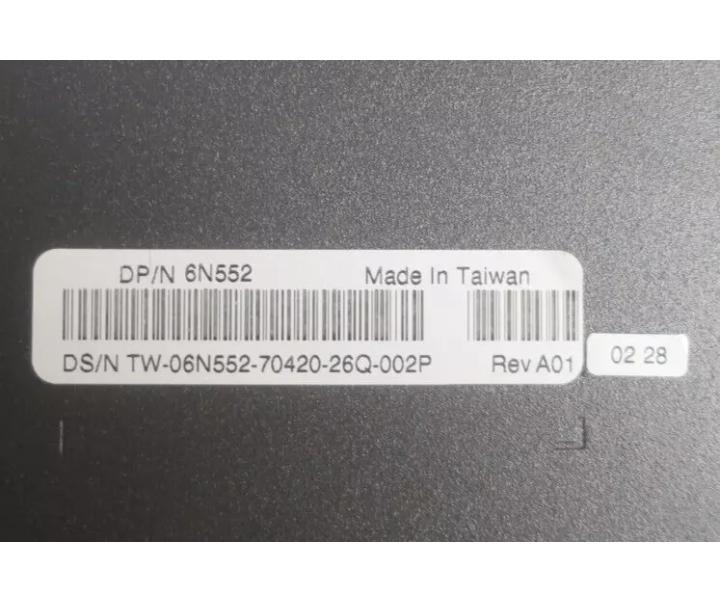 DP/N 6N552 Made In Taiwan
DS/N TW-06N552-70420-26Q-002P Rev A01
02 28